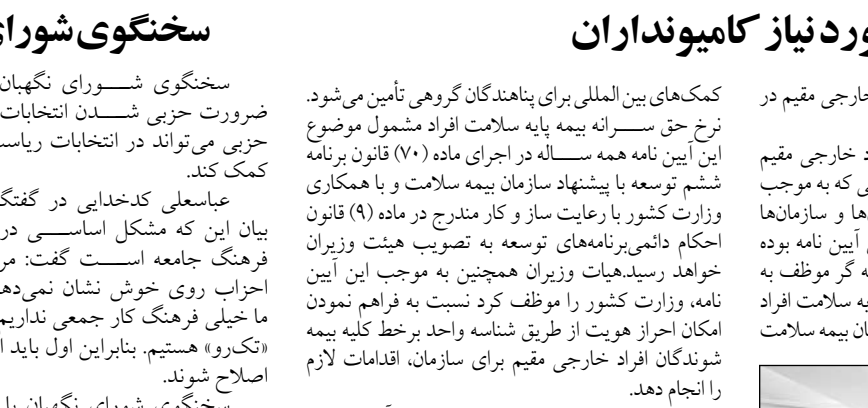 ورد نیاز کامیونداران
خارجی مقیم در
خارجی مقیم
ی که به موجب
ها و سازمان‌ها
آیین نامه بوده
ه گر موظف به
یه سلامت افراد
ان بیمه سلامت
کمک‌های بین المللی برای پناهندگان گروهی تأمین می‌شود.
نرخ حق سرانه بیمه پایه سلامت افراد مشمول موضوع
این آیین نامه همه ساله در اجرای ماده (۷۰) قانون برنامه
ششم توسعه با پیشنهاد سازمان بیمه سلامت و با همکاری
وزارت کشور با رعایت ساز و کار مندرج در ماده (۹) قانون
احکام دائمی‌برنامه‌های توسعه به تصویب هیئت وزیران
خواهد رسید.هیات وزیران همچنین به موجب این آیین
نامه، وزارت کشور را موظف کرد نسبت به فراهم نمودن
امکان احراز هویت از طریق شناسه واحد برخط کلیه بیمه
شوندگان افراد خارجی مقیم برای سازمان، اقدامات لازم
را انجام دهد.
سخنگوی شورای
سخنگوی شورای نگهبان
ضرورت حزبی شدن انتخابات
حزبی می‌تواند در انتخابات ریاست
کمک کند.
عباسعلی کدخدایی در گفتگو
بیان این که مشکل اساسی در
فرهنگ جامعه است گفت: مر
احزاب روی خوش نشان نمی‌دهد
ما خیلی فرهنگ کار جمعی نداریم
«تک‌رو» هستیم. بنابراین اول باید ا
اصلاح شوند.
سخنگوی شورای نگهبان با